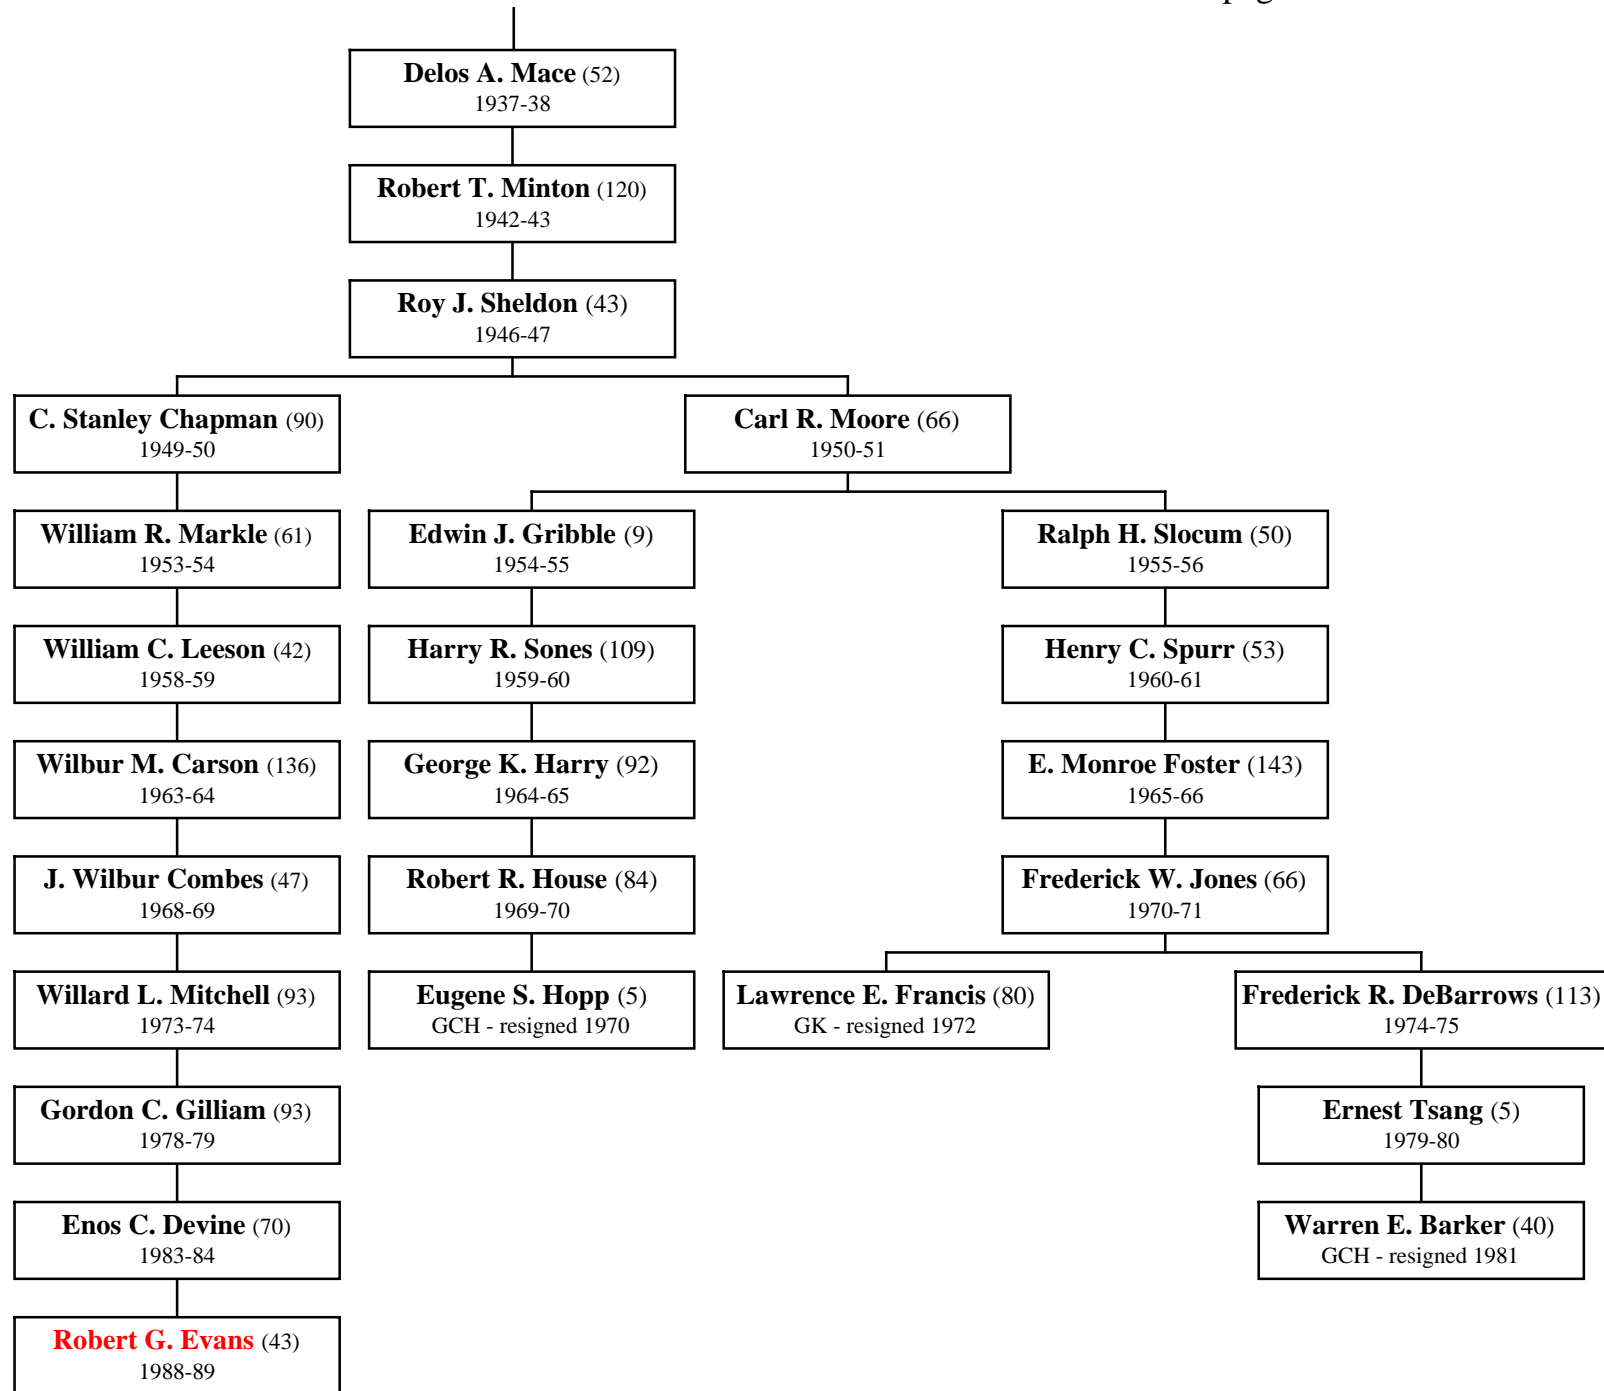 Delos A. Mace (52)
1937-38
Robert T. Minton (120)
1942-43
Roy J. Sheldon (43)
1946-47
C. Stanley Chapman (90)
1949-50
Carl R. Moore (66)
1950-51
William R. Markle (61)
1953-54
Edwin J. Gribble (9)
1954-55
Ralph H. Slocum (50)
1955-56
William C. Leeson (42)
1958-59
Harry R. Sones (109)
1959-60
Henry C. Spurr (53)
1960-61
Wilbur M. Carson (136)
1963-64
George K. Harry (92)
1964-65
E. Monroe Foster (143)
1965-66
J. Wilbur Combes (47)
1968-69
Robert R. House (84)
1969-70
Frederick W. Jones (66)
1970-71
Willard L. Mitchell (93)
1973-74
Eugene S. Hopp (5)
GCH - resigned 1970
Lawrence E. Francis (80)
GK - resigned 1972
Frederick R. DeBarrows (113)
1974-75
Gordon C. Gilliam (93)
1978-79
Ernest Tsang (5)
1979-80
Enos C. Devine (70)
1983-84
Warren E. Barker (40)
GCH - resigned 1981
Robert G. Evans (43)
1988-89